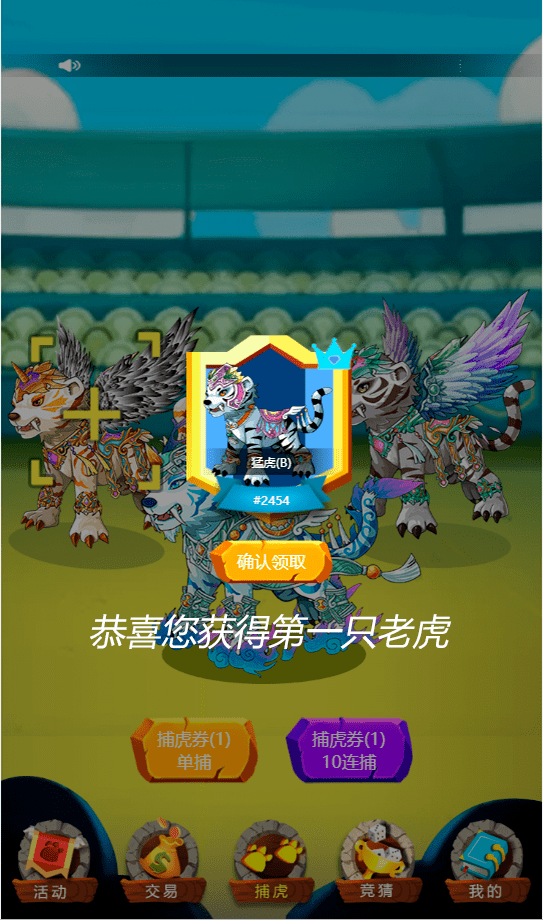 猛虎(B)
#2454
确认领取
恭喜您获得第一只老虎
捕虎券(1)
单捕
捕虎券(1)
10连捕
活动
交易
捕虎
竞猜
我的